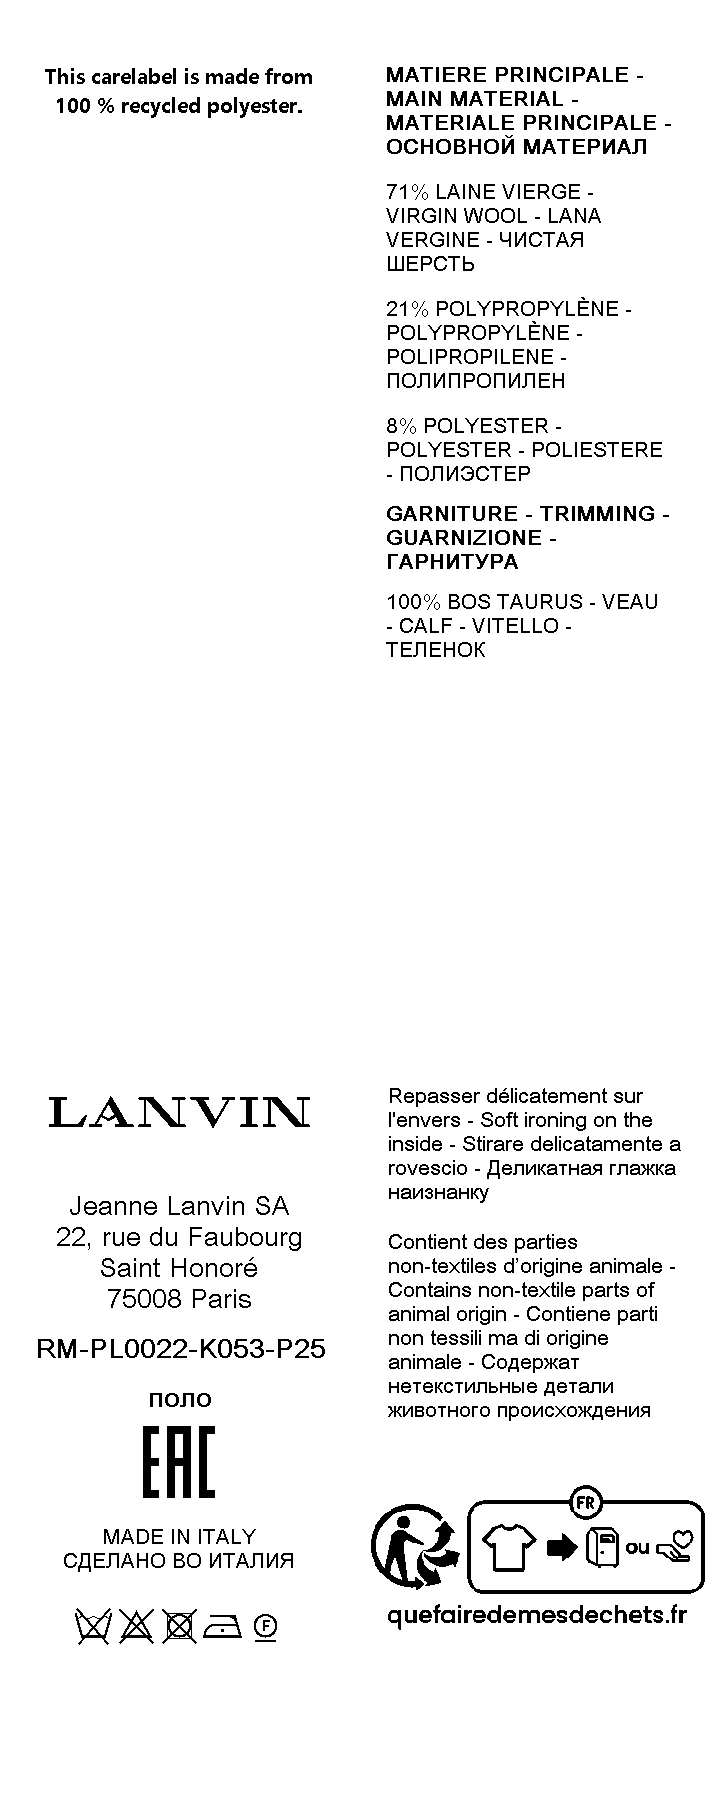 This carelabel is made from
100 % recycled polyester.
MATIERE PRINCIPALE -
MAIN MATERIAL -
MATERIALE PRINCIPALE -
ОСНОВНОЙ МАТЕРИАЛ
71% LAINE VIERGE -
VIRGIN WOOL - LANA
VERGINE - ЧИСТАЯ
ШЕРСТЬ
21% POLYPROPYLÈNE -
POLYPROPYLÈNE -
POLIPROPILENE -
ПОЛИПРОПИЛЕН
8% POLYESTER -
POLYESTER - POLIESTERE
- ПОЛИЭСТЕР
GARNITURE - TRIMMING -
GUARNIZIONE -
ГАРНИТУРА
100% BOS TAURUS - VEAU
- CALF - VITELLO -
ТЕЛЕНОК
LANVIN
Jeanne Lanvin SA
22, rue du Faubourg
Saint Honoré
75008 Paris
RM-PL0022-K053-P25
ПОЛО
EAC
MADE IN ITALY
СДЕЛАНО ВО ИТАЛИЯ
F
Repasser délicatement sur
l'envers - Soft ironing on the
inside - Stirare delicatamente a
rovescio - Деликатная глажка
наизнанку
Contient des parties
non-textiles d’origine animale -
Contains non-textile parts of
animal origin - Contiene parti
non tessili ma di origine
animale - Содержат
нетекстильные детали
животного происхождения
FR
ou
quefairedemesdechets.fr